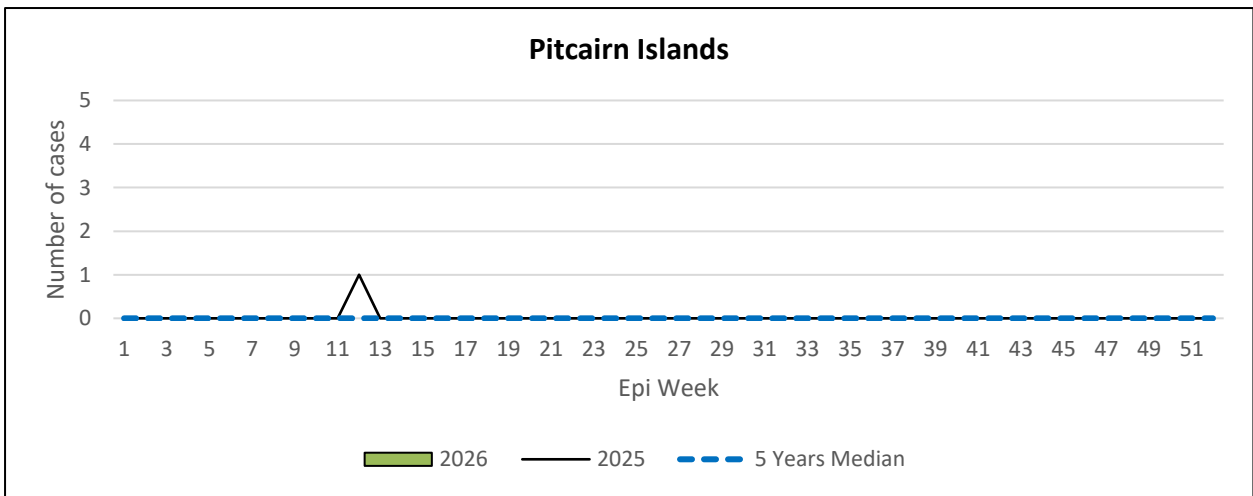 Pitcairn Islands
Number of cases
5
4
3
2
1
0
1 3 5 7 9 11 13 15 17 19 21 23 25 27 29 31 33 35 37 39 41 43 45 47 49 51
Epi Week
2026 2025 5 Years Median